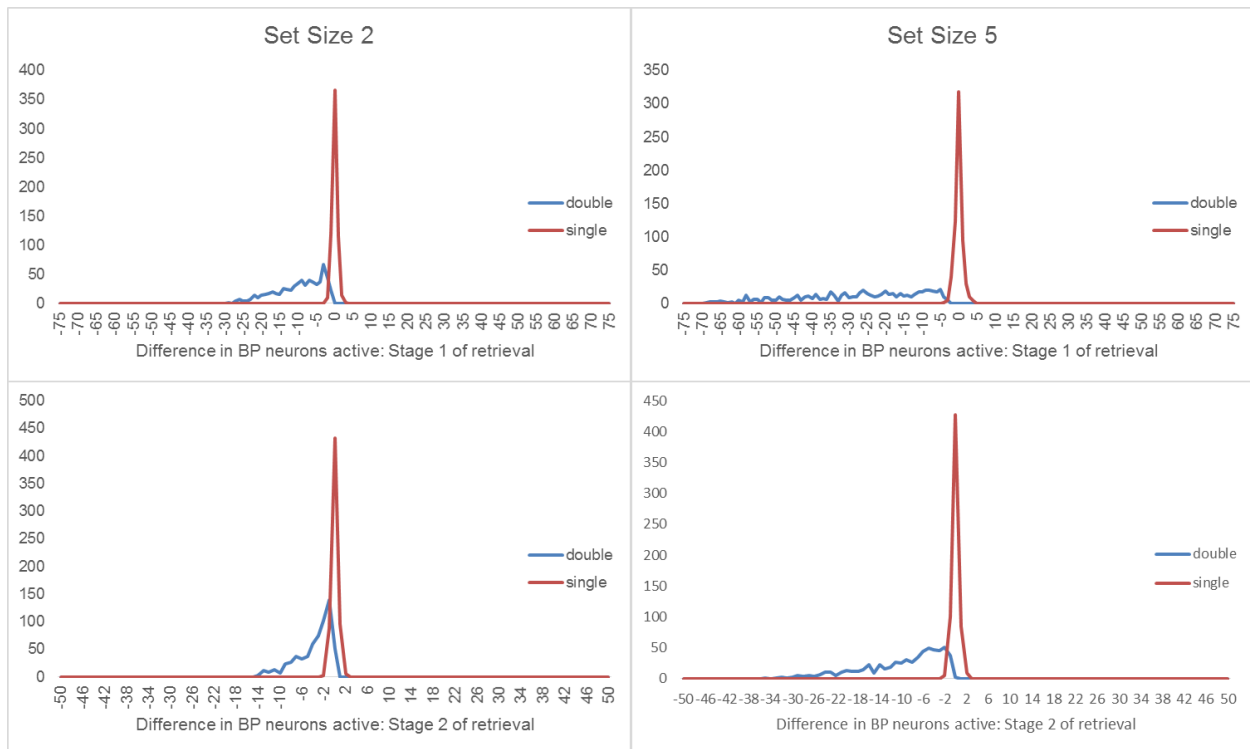 Set Size 2
400
350
300
250
200
150
100
50
0
double
single
-75 -70 -65 -60 -55 -50 -45 -40 -35 -30 -25 -20 -15 -10 -5 0 5 10 15 20 25 30 35 40 45 50 55 60 65 70 75
Difference in BP neurons active: Stage 1 of retrieval
Set Size 5
350
300
250
200
150
100
50
0
double
single
-75 -70 -65 -60 -55 -50 -45 -40 -35 -30 -25 -20 -15 -10 -5 0 5 10 15 20 25 30 35 40 45 50 55 60 65 70 75
Difference in BP neurons active: Stage 1 of retrieval
500
450
400
350
300
250
200
150
100
50
0
double
single
-50 -46 -42 -38 -34 -30 -26 -22 -18 -14 -10 -6 -2 2 6 10 14 18 22 26 30 34 38 42 46 50
Difference in BP neurons active: Stage 2 of retrieval
450
400
350
300
250
200
150
100
50
0
double
single
-50 -46 -42 -38 -34 -30 -26 -22 -18 -14 -10 -6 -2 2 6 10 14 18 22 26 30 34 38 42 46 50
Difference in BP neurons active: Stage 2 of retrieval